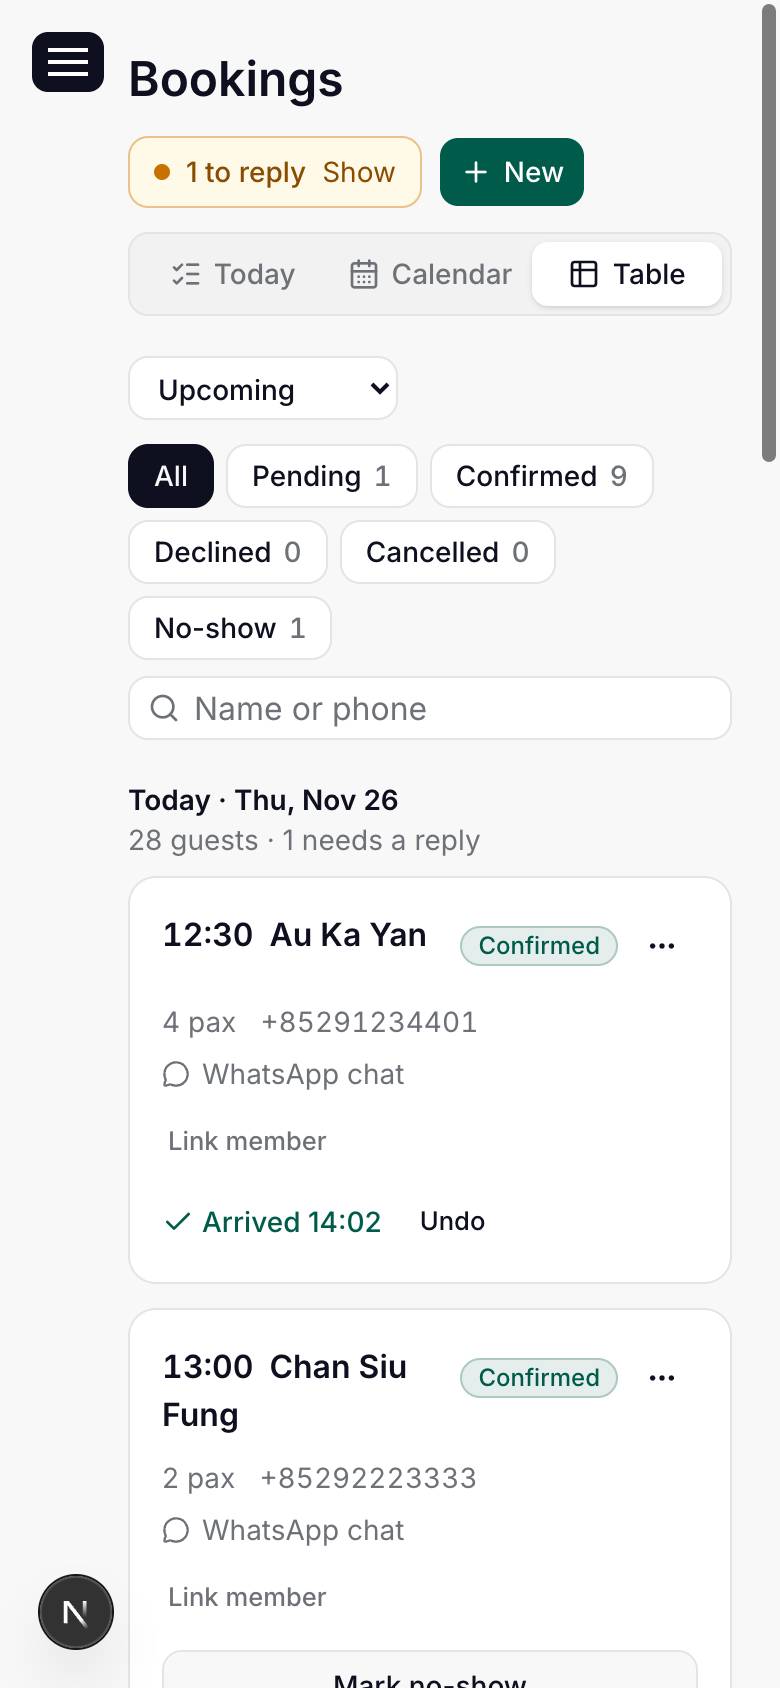 Bookings
1 to reply Show
New
Today Calendar Table
Upcoming
All Pending 1 Confirmed 9
Declined 0 Cancelled 0
No-show 1
Name or phone
Today · Thu, Nov 26
28 guests · 1 needs a reply
12:30 Au Ka Yan Confirmed
4 pax +85291234401
WhatsApp chat
Link member
Arrived 14:02 Undo
13:00 Chan Siu Fung Confirmed
2 pax +85292223333
WhatsApp chat
Link member
N
Mark no-show